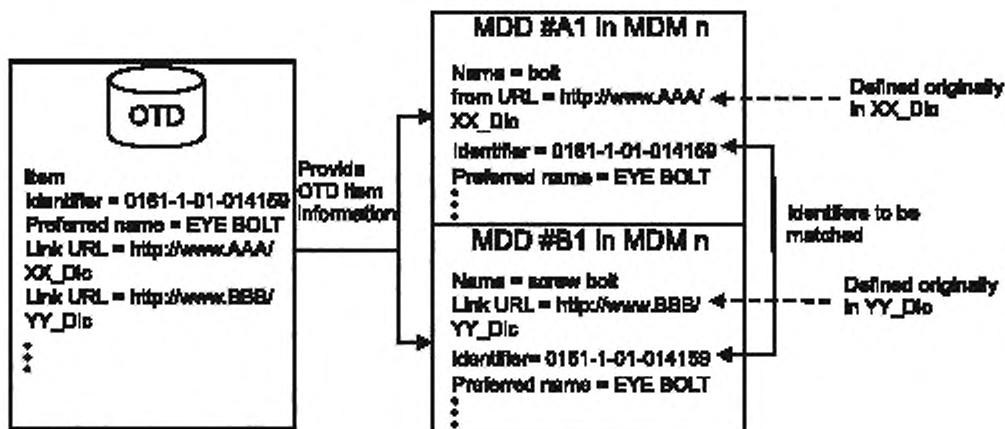 OTD
Item
Identifier = 0161-1-01-014159
Preferred name = EYE BOLT
Link URL = http://www.AAA/
XX_Dic
Link URL = http://www.BBB/
YY_Dic
Provide
OTD item
information
MDD #A1 in MDM n
Name = bolt
from URL = http://www.AAA/
XX_Dic
Identifier = 0161-1-01-014159
Preferred name = EYE BOLT
MDD #B1 in MDM n
Name = screw bolt
Link URL = http://www.BBB/
YY_Dic
Identifier= 0161-1-01-014159
Preferred name = EYE BOLT
Defined originally
in XX_Dic
Identifiers to be
matched
Defined originally
in YY_Dic